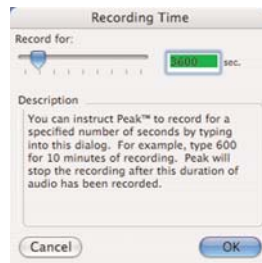 Recording Time
Record for:
3600 sec.
Description
You can instruct Peak™ to record for a
specified number of seconds by typing
into this dialog. For example, type 600
for 10 minutes of recording. Peak will
stop the recording after this duration of
audio has been recorded.
Cancel OK